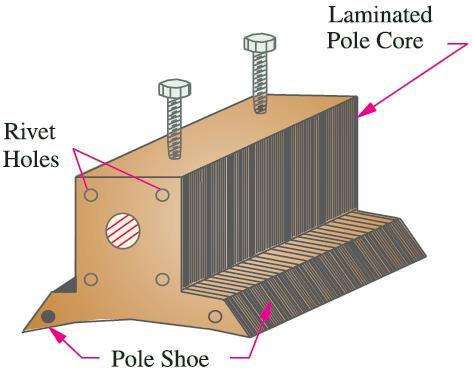 Laminated
Pole Core
Rivet
Holes
Pole Shoe